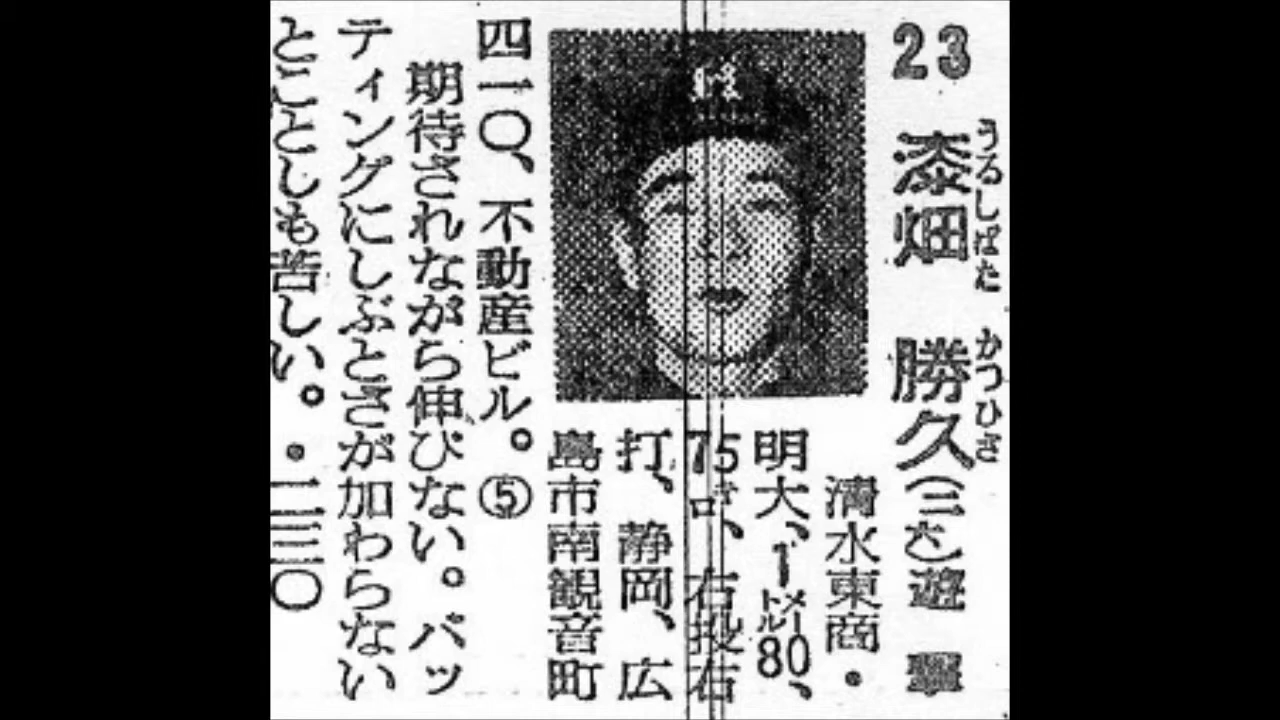 23 漆畑 勝久(二六)遊撃
うるしばた かつひさ
清水東商・
明大、1メートル80、
75キロ、右投右
打、静岡、広
島市南観音町
四一〇、不動産ビル。⑤
期待されながら伸びない。バッ
ティングにしぶとさが加わらない
とことしも苦しい。・二三〇